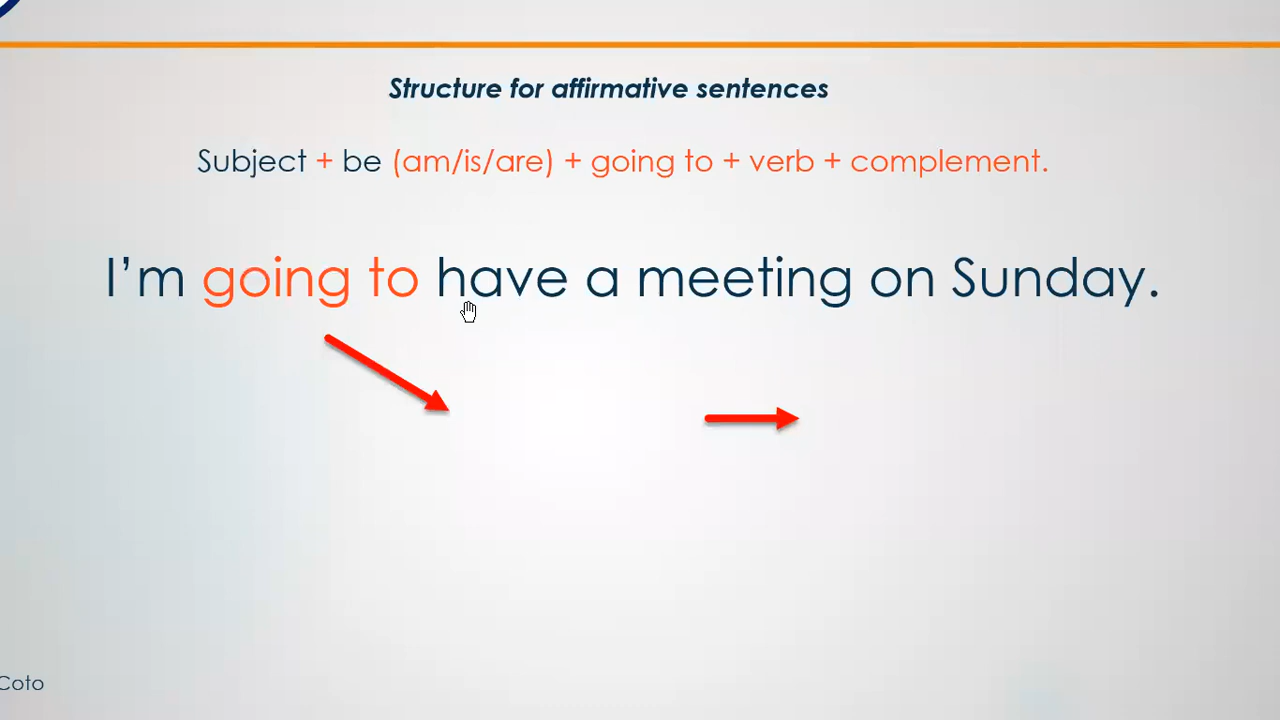 Structure for affirmative sentences
Subject + be (am/is/are) + going to + verb + complement.
I’m going to have a meeting on Sunday.
Coto